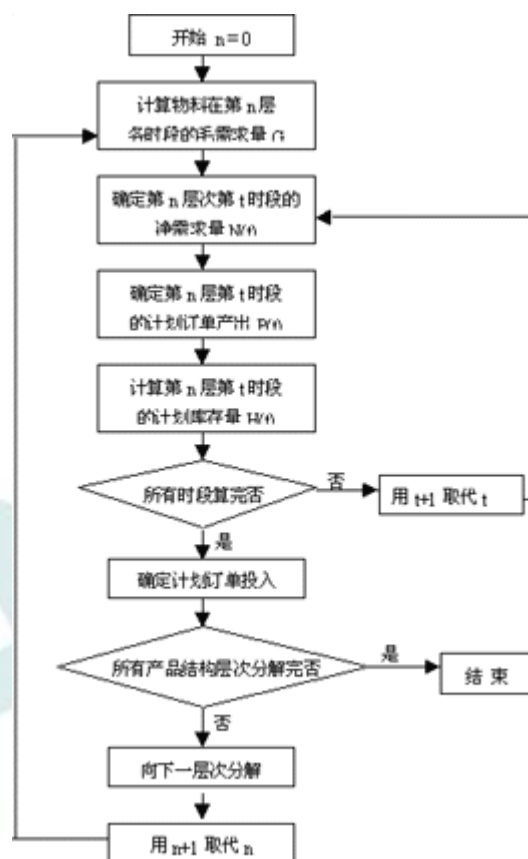 开始 n=0
计算物料在第n层
各时段的毛需求量 G
确定第n层次第t时段的
净需求量 N(t)
确定第n层第t时段
的计划订单产出 P(t)
计算第n层第t时段
的计划库存量 H(t)
所有时段算完否
否
用 t+1 取代 t
是
确定计划订单投入
所有产品结构层次分解完否
是
结 束
否
向下一层次分解
用 n+1 取代 n